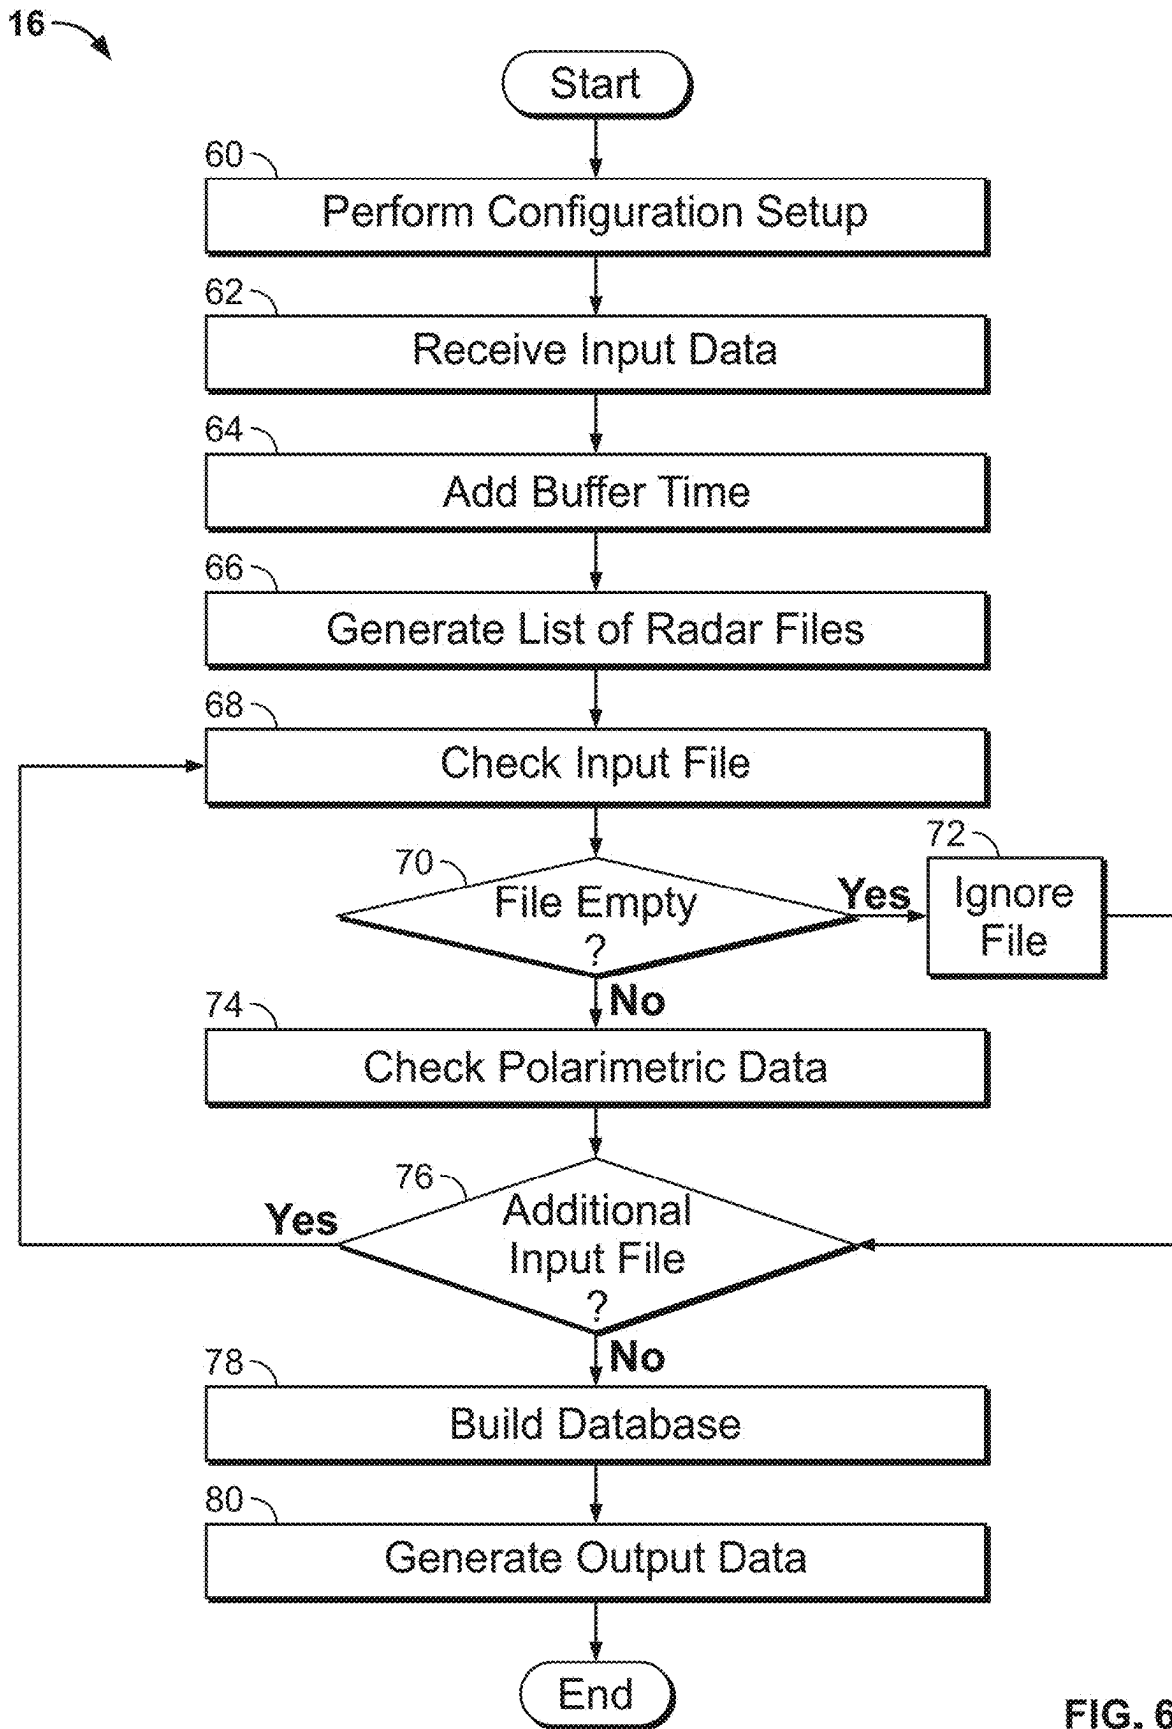 16
Start
60
Perform Configuration Setup
62
Receive Input Data
64
Add Buffer Time
66
Generate List of Radar Files
68
Check Input File
70
File Empty
?
Yes
72
Ignore
File
No
74
Check Polarimetric Data
76
Additional
Input File
?
Yes
No
78
Build Database
80
Generate Output Data
End
FIG. 6